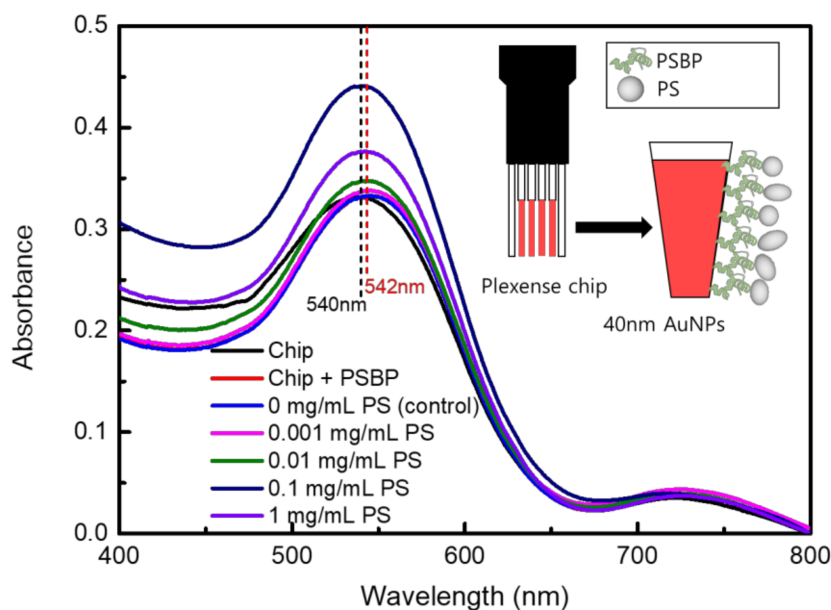 0.5
0.4
0.3
0.2
0.1
0.0
Absorbance
400
500
600
700
800
Wavelength (nm)
540nm
542nm
Chip
Chip + PSBP
0 mg/mL PS (control)
0.001 mg/mL PS
0.01 mg/mL PS
0.1 mg/mL PS
1 mg/mL PS
PSBP
PS
Plexense chip
40nm AuNPs